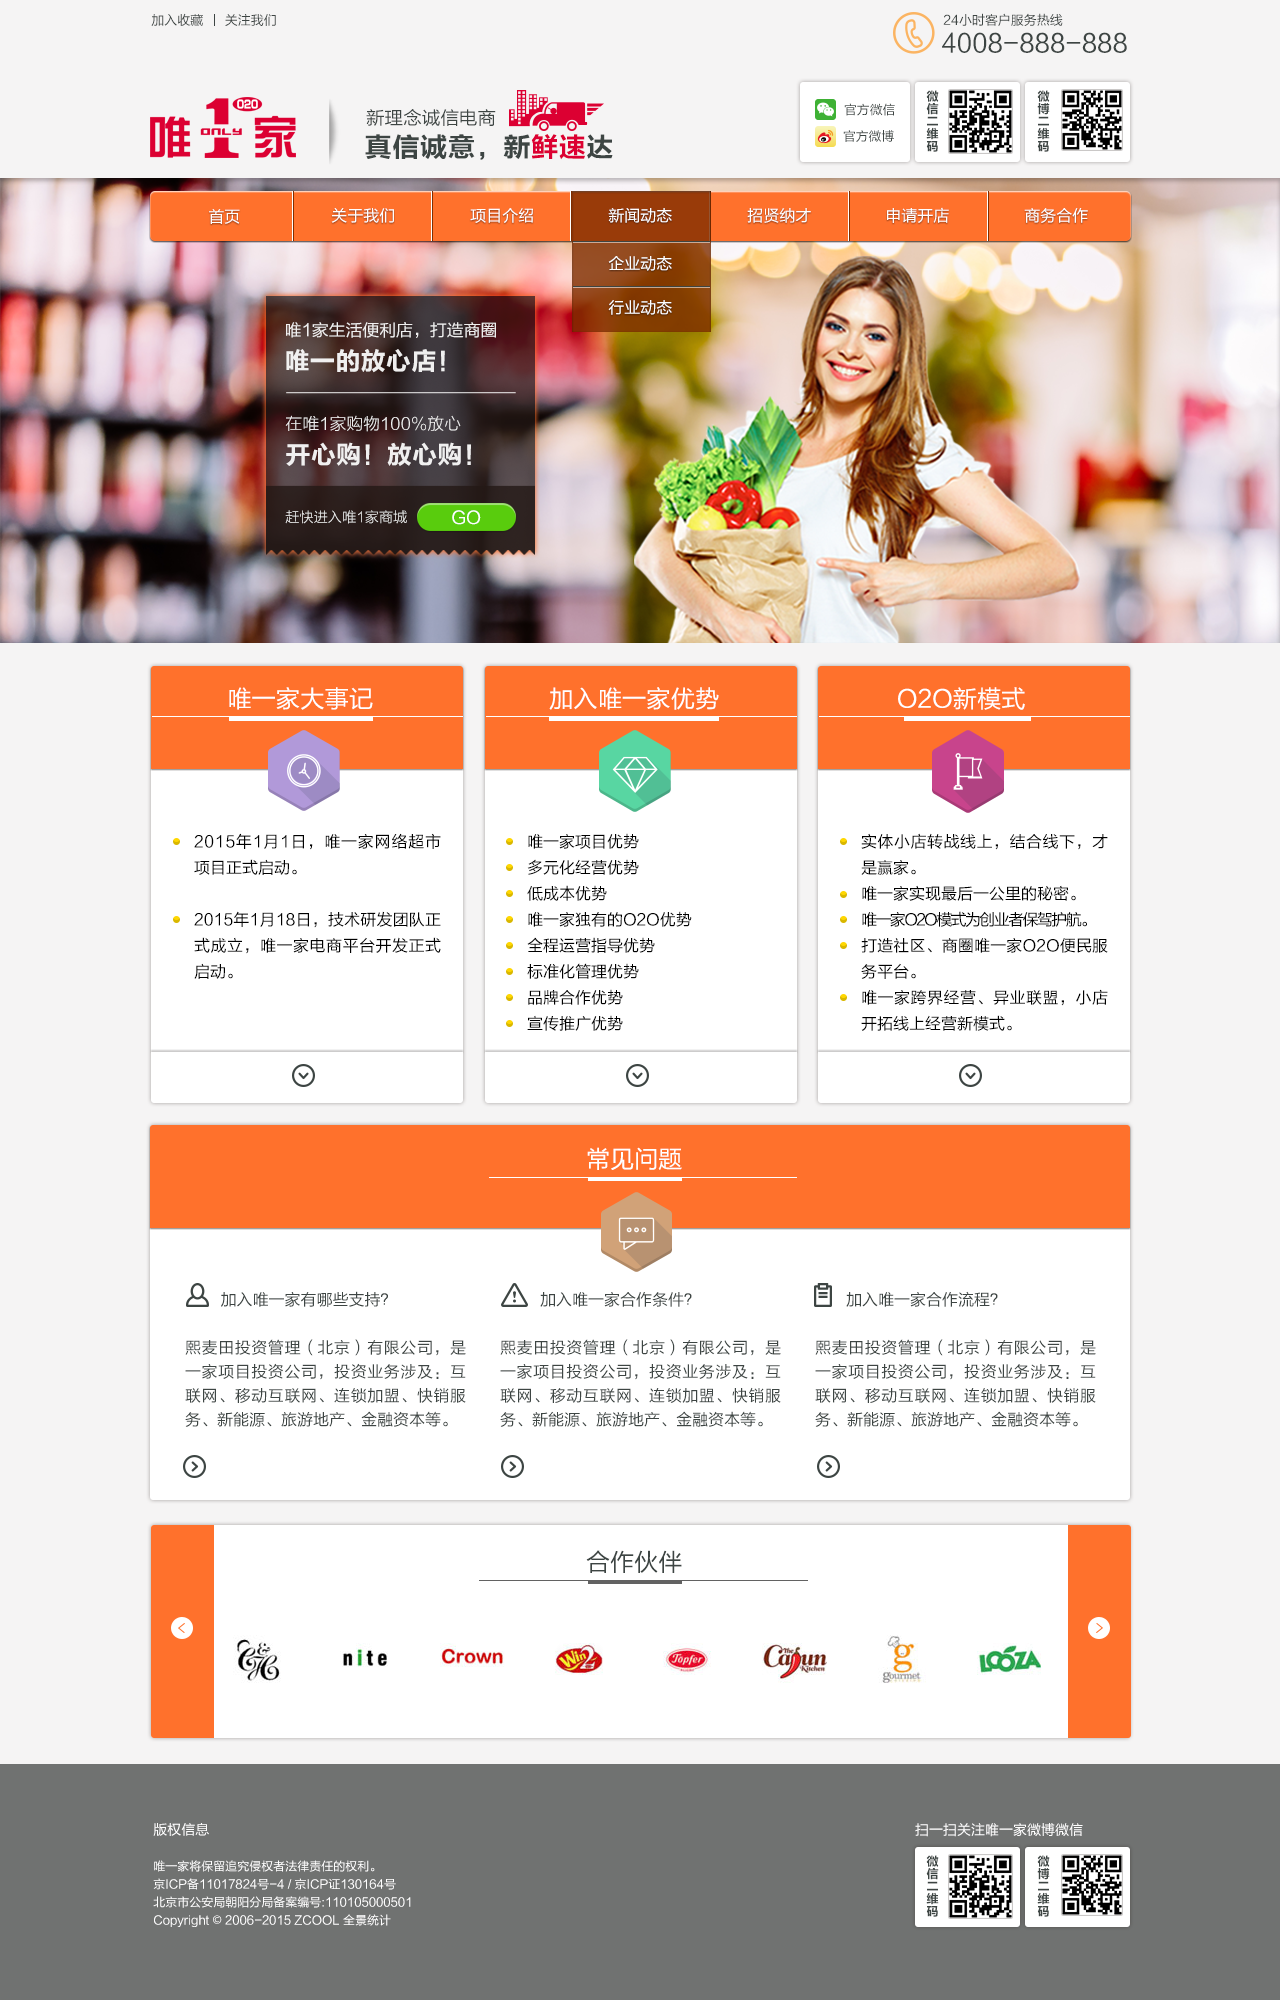 加入收藏 | 关注我们
24小时客户服务热线
4008-888-888
唯1家
O2O
ONLY
新理念诚信电商
真信诚意，新鲜速达
官方微信
官方微博
微信二维码
微博二维码
首页
关于我们
项目介绍
新闻动态
招贤纳才
申请开店
商务合作
企业动态
行业动态
唯1家生活便利店，打造商圈
唯一的放心店！
在唯1家购物100%放心
开心购！放心购！
赶快进入唯1家商城
GO
唯一家大事记
2015年1月1日，唯一家网络超市
项目正式启动。
2015年1月18日，技术研发团队正
式成立，唯一家电商平台开发正式
启动。
加入唯一家优势
唯一家项目优势
多元化经营优势
低成本优势
唯一家独有的O2O优势
全程运营指导优势
标准化管理优势
品牌合作优势
宣传推广优势
O2O新模式
实体小店转战线上，结合线下，才
是赢家。
唯一家实现最后一公里的秘密。
唯一家O2O模式为创业者保驾护航。
打造社区、商圈唯一家O2O便民服
务平台。
唯一家跨界经营、异业联盟，小店
开拓线上经营新模式。
常见问题
加入唯一家有哪些支持?
熙麦田投资管理（北京）有限公司，是
一家项目投资公司，投资业务涉及：互
联网、移动互联网、连锁加盟、快销服
务、新能源、旅游地产、金融资本等。
加入唯一家合作条件?
熙麦田投资管理（北京）有限公司，是
一家项目投资公司，投资业务涉及：互
联网、移动互联网、连锁加盟、快销服
务、新能源、旅游地产、金融资本等。
加入唯一家合作流程?
熙麦田投资管理（北京）有限公司，是
一家项目投资公司，投资业务涉及：互
联网、移动互联网、连锁加盟、快销服
务、新能源、旅游地产、金融资本等。
合作伙伴
C&C
nite
Crown
Win2
Töpfer
The Cajun Kitchen
g gourmet
LOOZA
版权信息
唯一家将保留追究侵权者法律责任的权利。
京ICP备11017824号-4 / 京ICP证130164号
北京市公安局朝阳分局备案编号:110105000501
Copyright © 2006-2015 ZCOOL 全景统计
扫一扫关注唯一家微博微信
微信二维码
微博二维码